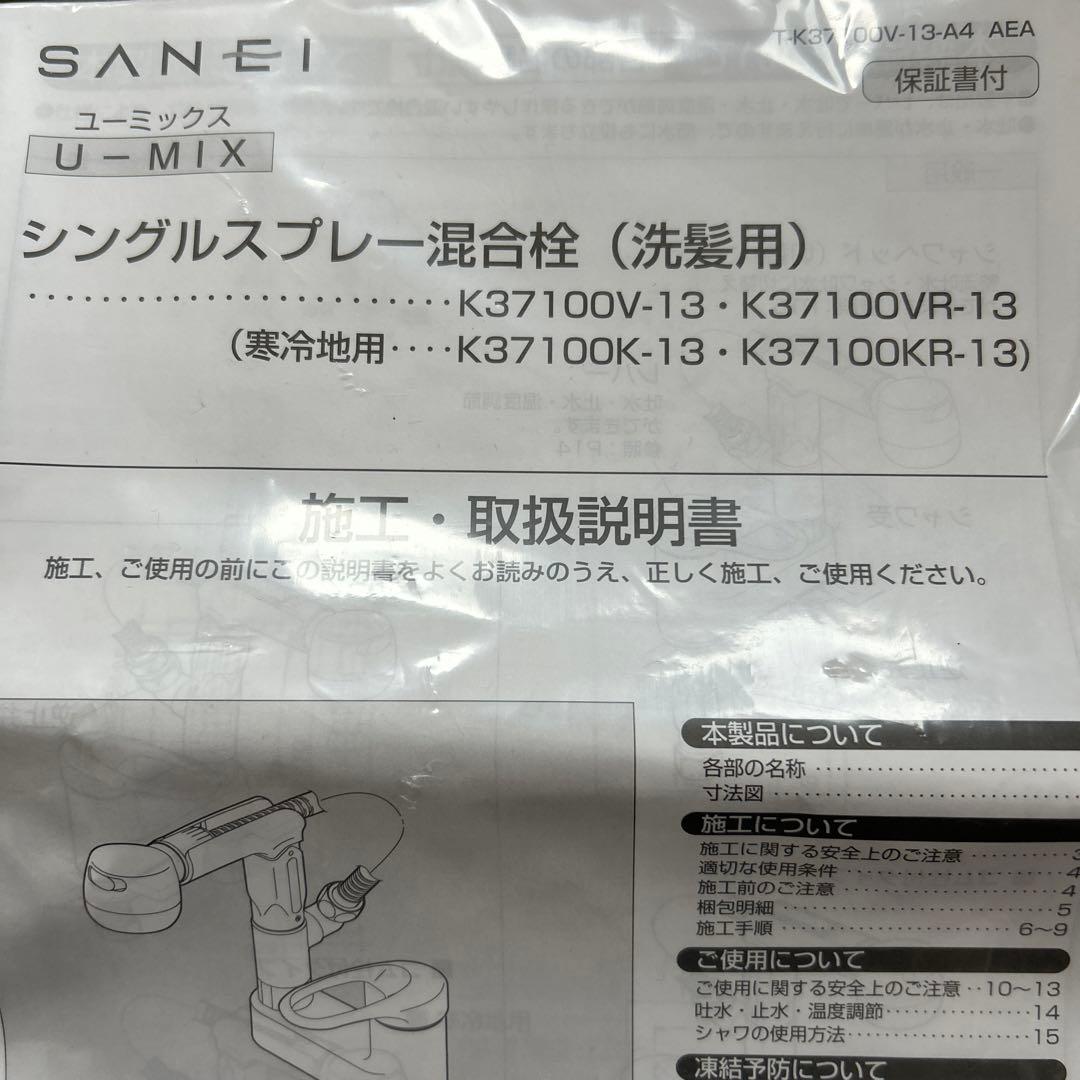 T-K37100V-13-A4 AEA
SANEI
保証書付
ユーミックス
U-MIX
シングルスプレー混合栓（洗髪用）
························K37100V-13・K37100VR-13
（寒冷地用····K37100K-13・K37100KR-13）
施工・取扱説明書
施工、ご使用の前にこの説明書をよくお読みのうえ、正しく施工、ご使用ください。
本製品について
各部の名称
寸法図
施工について
施工に関する安全上のご注意 ·········· 3
適切な使用条件 ···················· 4
施工前のご注意 ···················· 4
梱包明細 ························ 5
施工手順 ···················· 6～9
ご使用について
ご使用に関する安全上のご注意 ··10～13
吐水・止水・温度調節 ···············14
シャワの使用方法 ··················15
凍結予防について